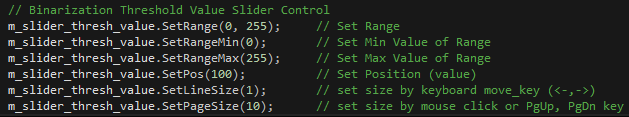 // Binarization Threshold Value Slider Control
m_slider_thresh_value.SetRange(0, 255); // Set Range
m_slider_thresh_value.SetRangeMin(0); // Set Min Value of Range
m_slider_thresh_value.SetRangeMax(255); // Set Max Value of Range
m_slider_thresh_value.SetPos(100); // Set Position (value)
m_slider_thresh_value.SetLineSize(1); // set size by keyboard move_key (<-,->)
m_slider_thresh_value.SetPageSize(10); // set size by mouse click or PgUp, PgDn key